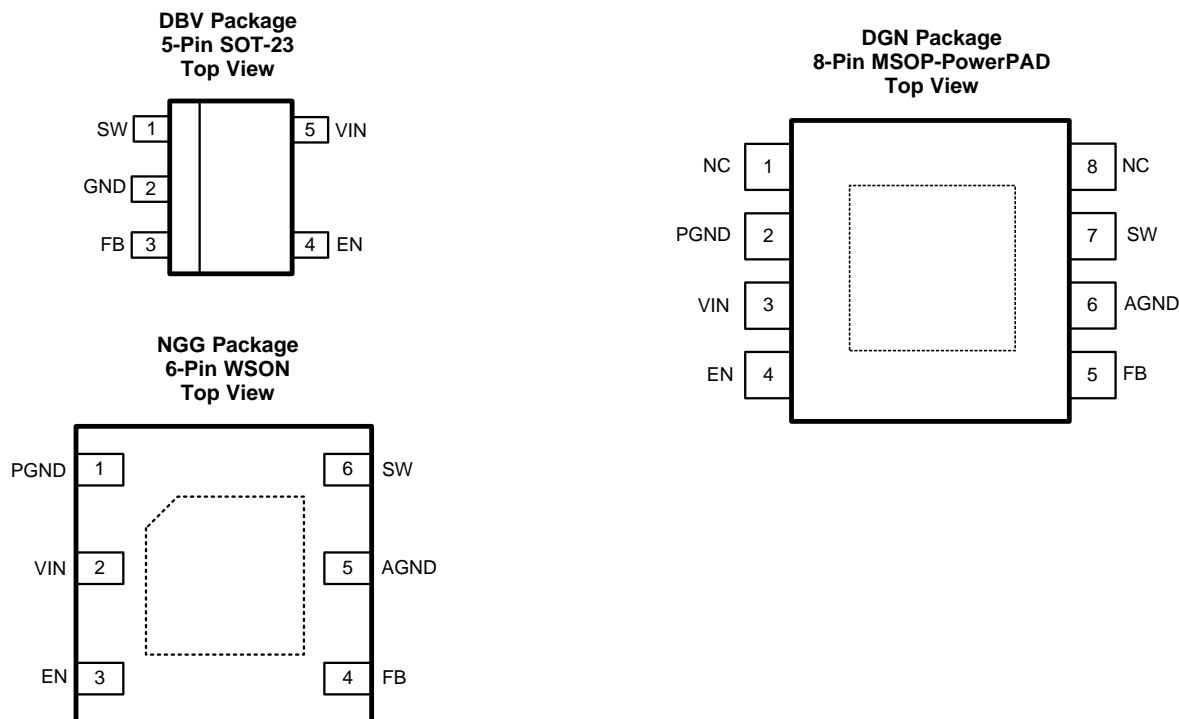 DBV Package
5-Pin SOT-23
Top View
SW 1 5 VIN
GND 2
FB 3 4 EN
DGN Package
8-Pin MSOP-PowerPAD
Top View
NC 1 8 NC
PGND 2 7 SW
VIN 3 6 AGND
EN 4 5 FB
NGG Package
6-Pin WSON
Top View
PGND 1 6 SW
VIN 2 5 AGND
EN 3 4 FB